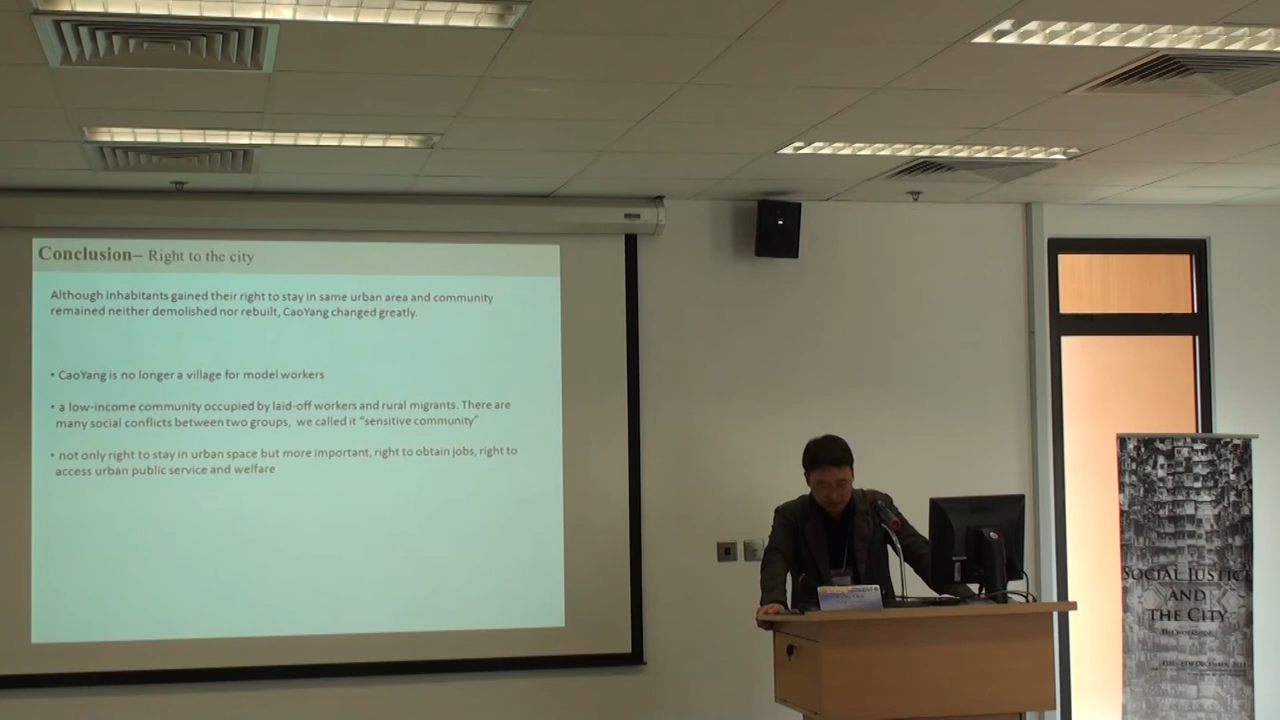 Conclusion– Right to the city
Although inhabitants gained their right to stay in same urban area and community
remained neither demolished nor rebuilt, CaoYang changed greatly.
• CaoYang is no longer a village for model workers
• a low-income community occupied by laid-off workers and rural migrants. There are
many social conflicts between two groups, we called it "sensitive community"
• not only right to stay in urban space but more important, right to obtain jobs, right to
access urban public service and welfare
Social Justice
and
The City